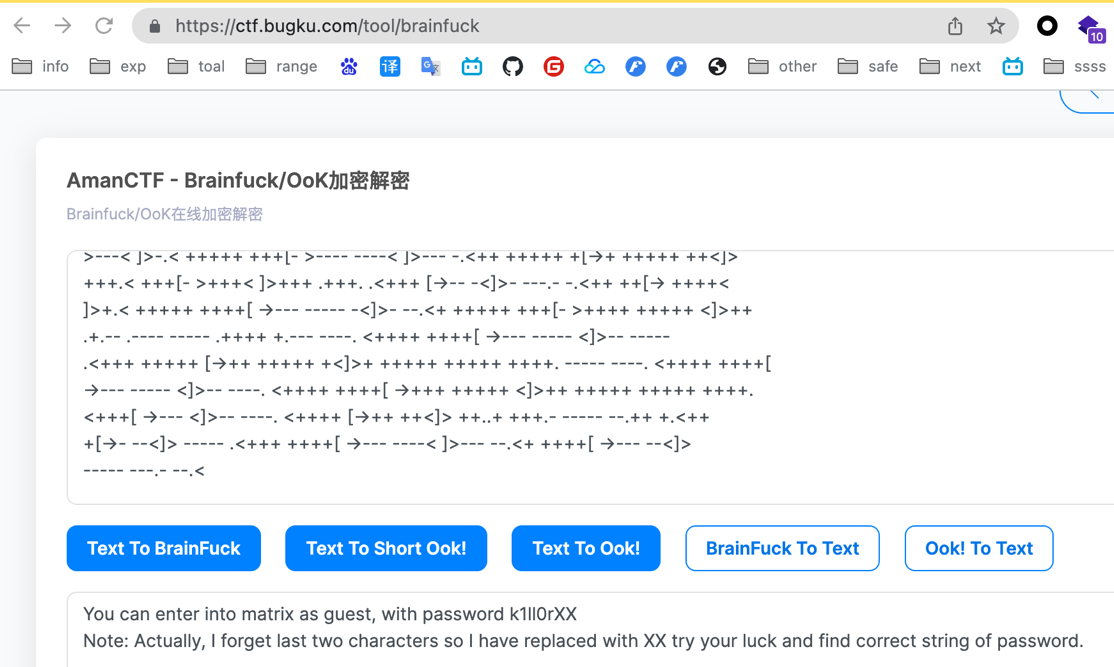 https://ctf.bugku.com/tool/brainfuck
10
info exp toal range 译 G other safe next ssss
AmanCTF - Brainfuck/OoK加密解密
Brainfuck/OoK在线加密解密
>---< ]>-.< +++++ +++[- >---- ----< ]>--- -.<++ +++++ +[->+ +++++ ++<]>
+++.< +++[- >+++< ]>+++ .+++. .<+++ [->-- -<]>- ---.- -.<++ ++[-> ++++<
]>+.< +++++ ++++[ ->--- ----- -<]>- --.<+ +++++ +++[- >++++ +++++ <]>++
.+.-- .---- ----- .++++ +.--- ----. <++++ ++++[ ->--- ----- <]>-- -----
.<+++ +++++ [->++ +++++ +<]>+ +++++ +++++ ++++. ----- ----. <++++ ++++[
->--- ----- <]>-- ----. <++++ ++++[ ->+++ +++++ <]>++ +++++ +++++ ++++.
<+++[ ->--- <]>-- ----. <++++ [->++ ++<]> ++..+ +++.- ----- --.++ +.<++
+[->- --<]> ----- .<+++ ++++[ ->--- ----< ]>--- --.<+ ++++[ ->--- --<]>
----- ---.- --.<
Text To BrainFuck Text To Short Ook! Text To Ook! BrainFuck To Text Ook! To Text
You can enter into matrix as guest, with password k1ll0rXX
Note: Actually, I forget last two characters so I have replaced with XX try your luck and find correct string of password.